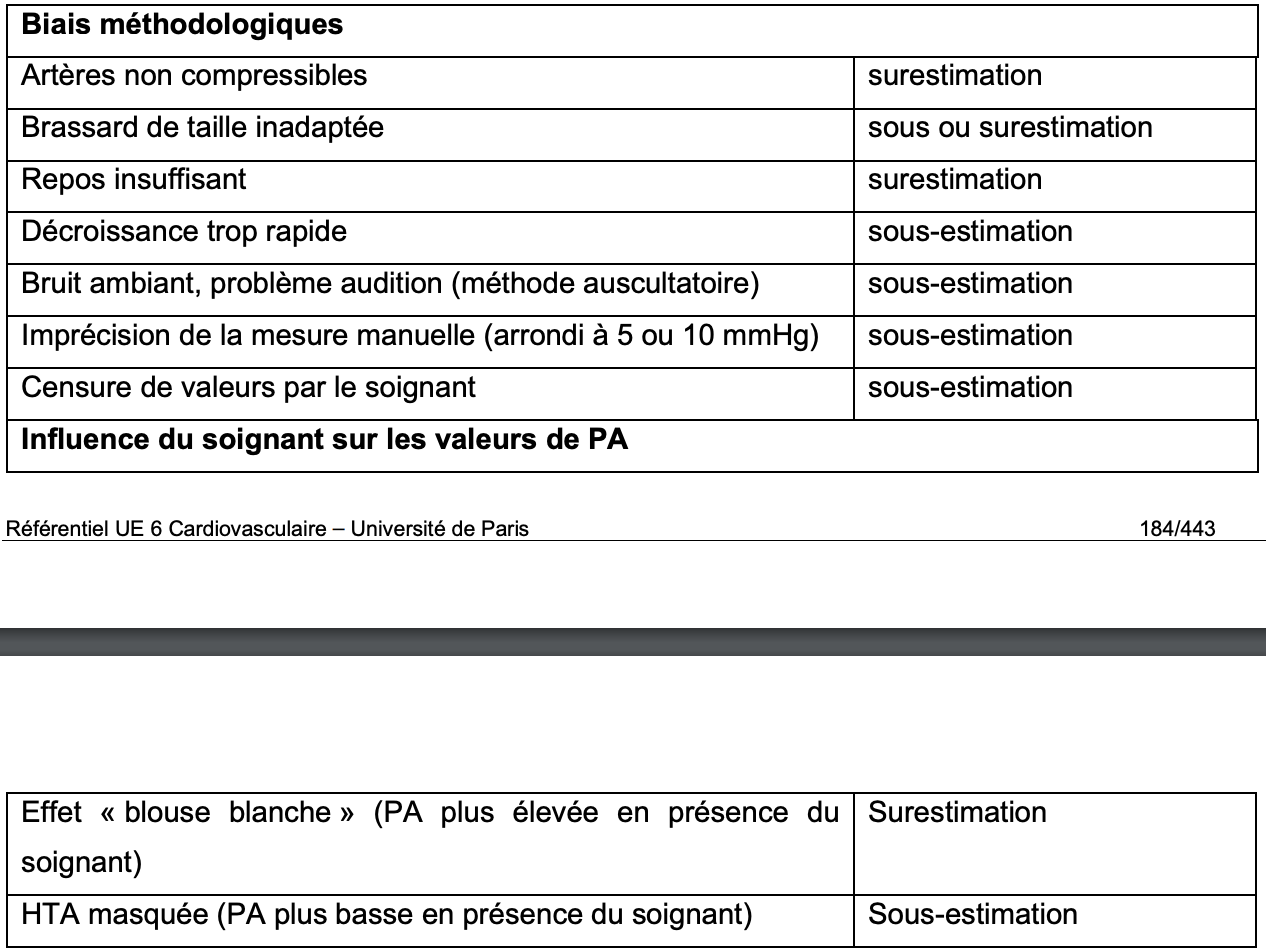 Biais méthodologiques
Artères non compressibles surestimation
Brassard de taille inadaptée sous ou surestimation
Repos insuffisant surestimation
Décroissance trop rapide sous-estimation
Bruit ambiant, problème audition (méthode auscultatoire) sous-estimation
Imprécision de la mesure manuelle (arrondi à 5 ou 10 mmHg) sous-estimation
Censure de valeurs par le soignant sous-estimation
Influence du soignant sur les valeurs de PA
Référentiel UE 6 Cardiovasculaire – Université de Paris 184/443
Effet « blouse blanche » (PA plus élevée en présence du Surestimation
soignant)
HTA masquée (PA plus basse en présence du soignant) Sous-estimation